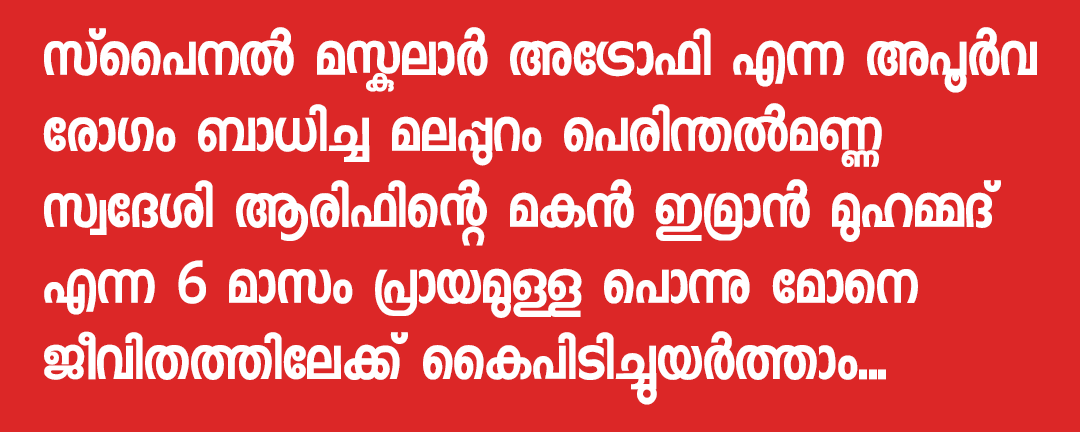 സ്പൈനൽ മസ്കുലാർ അട്രോഫി എന്ന അപൂർവ
രോഗം ബാധിച്ച മലപ്പുറം പെരിന്തൽമണ്ണ
സ്വദേശി ആരിഫിന്റെ മകൻ ഇമ്രാൻ മുഹമ്മദ്
എന്ന 6 മാസം പ്രായമുള്ള പൊന്നു മോനെ
ജീവിതത്തിലേക്ക് കൈപിടിച്ചുയർത്താം...